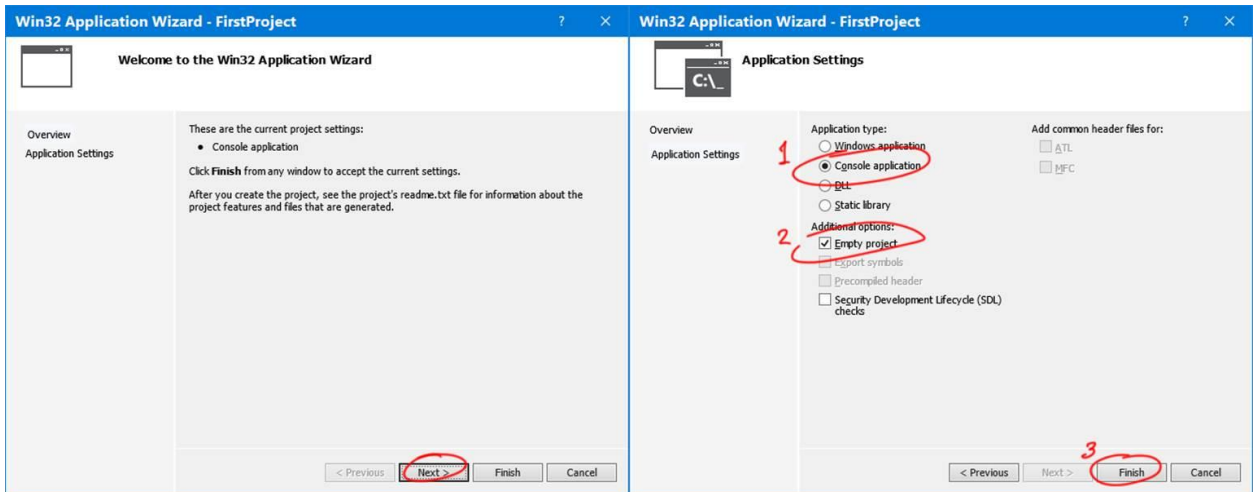 Win32 Application Wizard - FirstProject ? ×
Welcome to the Win32 Application Wizard
Overview
Application Settings
These are the current project settings:
• Console application
Click Finish from any window to accept the current settings.
After you create the project, see the project's readme.txt file for information about the
project features and files that are generated.
< Previous Next > Finish Cancel
Win32 Application Wizard - FirstProject ? ×
C:\_
Application Settings
Overview
Application Settings
Application type:
Windows application
1
Console application
DLL
Static library
Additional options:
2
Empty project
Export symbols
Precompiled header
Security Development Lifecycle (SDL)
checks
Add common header files for:
ATL
MFC
3
< Previous Next > Finish Cancel